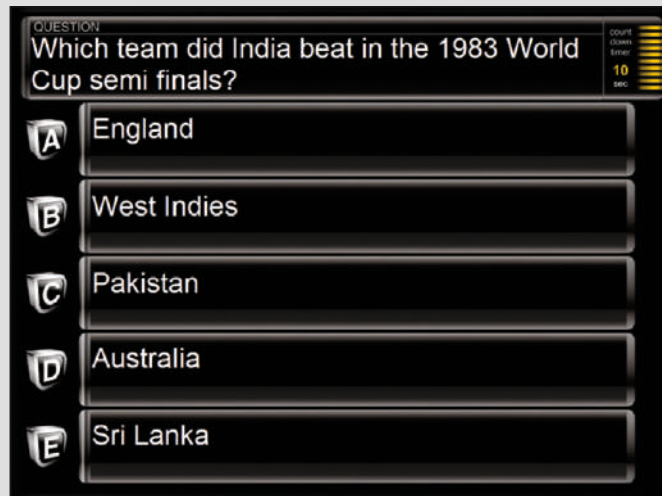 QUESTION
Which team did India beat in the 1983 World
Cup semi finals?
count
down
timer
10
sec
A
England
B
West Indies
C
Pakistan
D
Australia
E
Sri Lanka